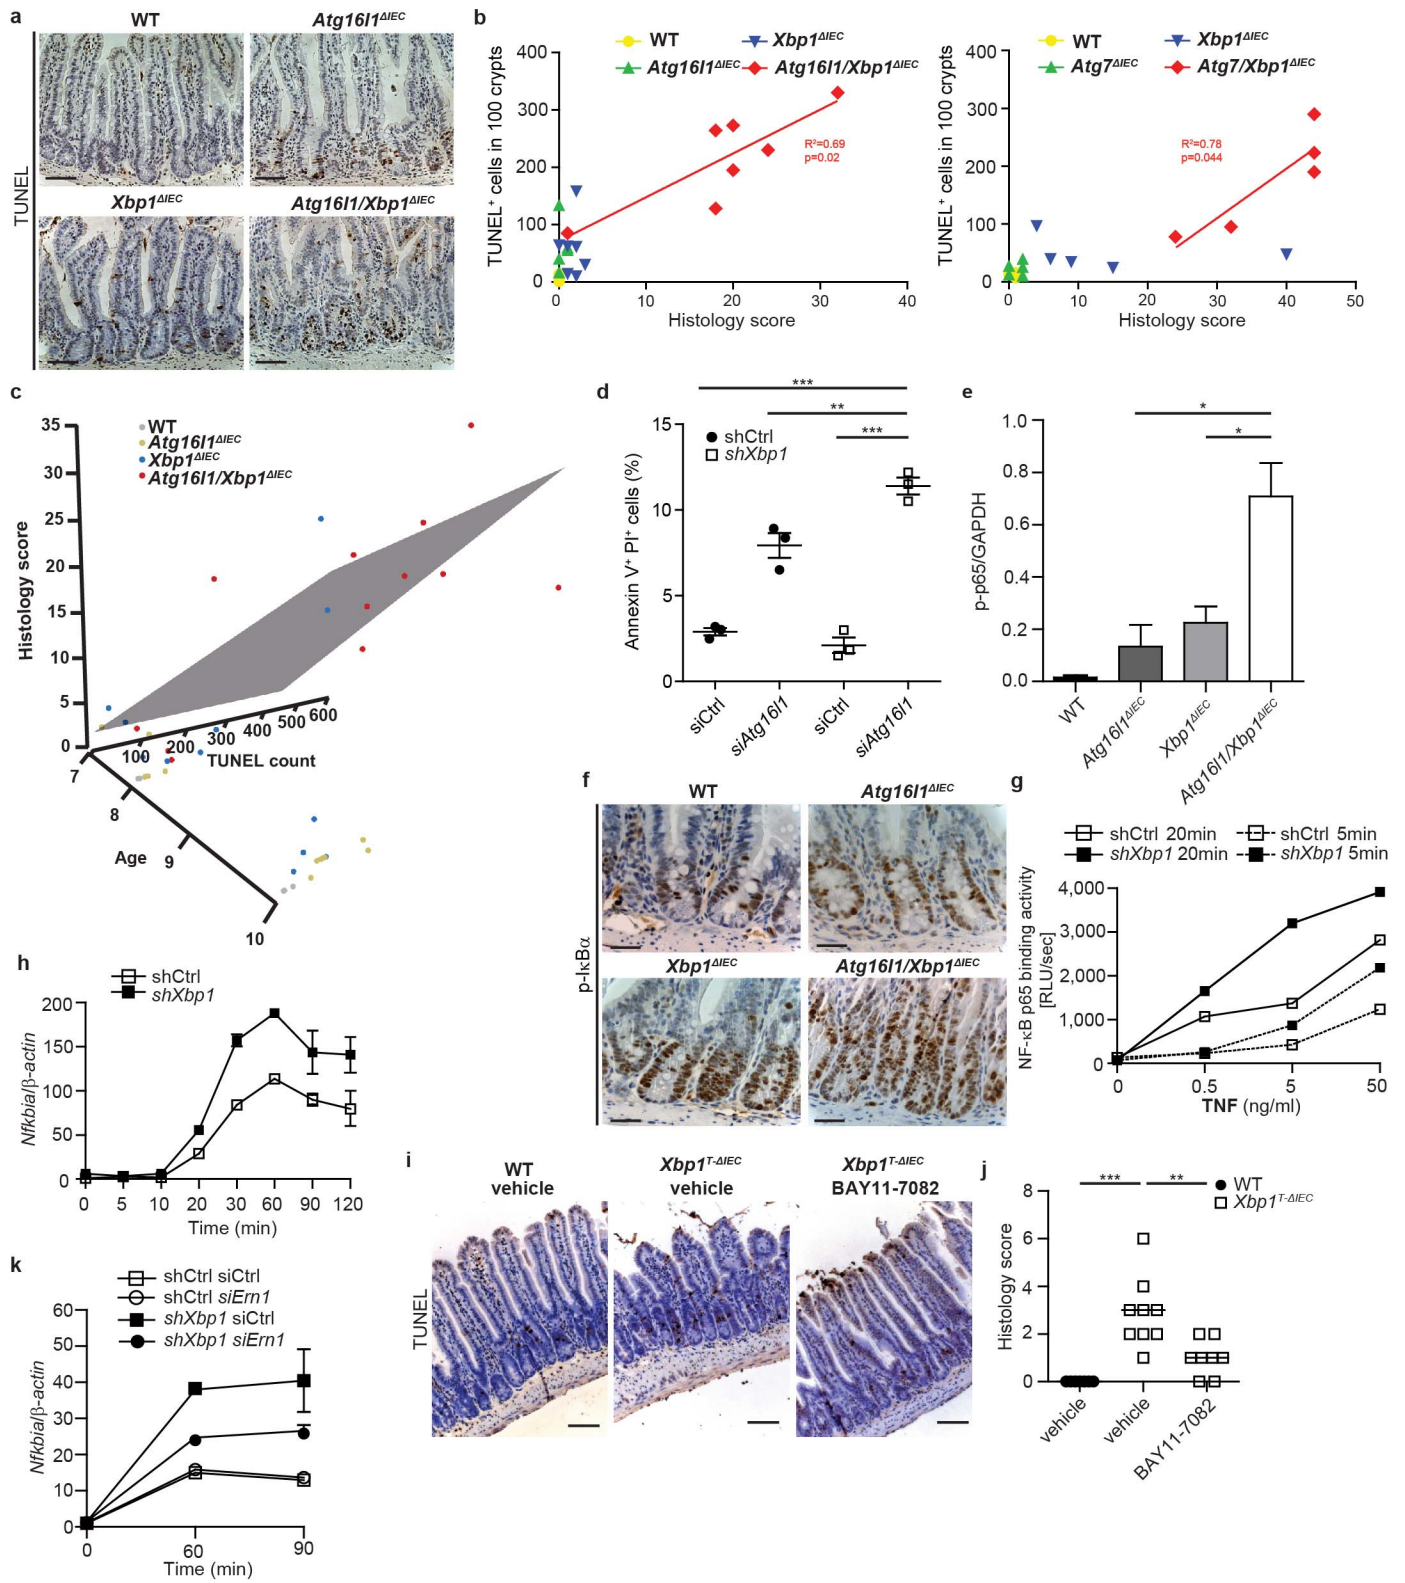 a
WT
Atg16l1ΔIEC
TUNEL
Xbp1ΔIEC
Atg16l1/Xbp1ΔIEC
b
WT
Xbp1ΔIEC
Atg16l1ΔIEC
Atg16l1/Xbp1ΔIEC
TUNEL+ cells in 100 crypts
400
300
200
100
0
R²=0.69
p=0.02
0 10 20 30 40
Histology score
WT
Xbp1ΔIEC
Atg7ΔIEC
Atg7/Xbp1ΔIEC
TUNEL+ cells in 100 crypts
400
300
200
100
0
R²=0.78
p=0.044
0 10 20 30 40 50
Histology score
c
WT
Atg16l1ΔIEC
Xbp1ΔIEC
Atg16l1/Xbp1ΔIEC
Histology score
35
30
25
20
15
10
5
0
100 200 300 400 500 600
TUNEL count
7
8
9
10
Age
d
***
**
***
shCtrl
shXbp1
Annexin V+ PI+ cells (%)
15
10
5
0
siCtrl
siAtg16l1
siCtrl
siAtg16l1
e
*
*
p-p65/GAPDH
1.0
0.8
0.6
0.4
0.2
0.0
WT
Atg16l1ΔIEC
Xbp1ΔIEC
Atg16l1/Xbp1ΔIEC
f
WT
Atg16l1ΔIEC
p-IκBα
Xbp1ΔIEC
Atg16l1/Xbp1ΔIEC
g
shCtrl 20min
shCtrl 5min
shXbp1 20min
shXbp1 5min
NF-κB p65 binding activity
[RLU/sec]
4,000
3,000
2,000
1,000
0
0 0.5 5 50
TNF (ng/ml)
h
shCtrl
shXbp1
Nfkbia/β-actin
200
150
100
50
0
0 5 10 20 30 60 90 120
Time (min)
i
WT
vehicle
Xbp1T-ΔIEC
vehicle
Xbp1T-ΔIEC
BAY11-7082
TUNEL
j
***
**
WT
Xbp1T-ΔIEC
Histology score
8
6
4
2
0
vehicle
vehicle
BAY11-7082
k
shCtrl siCtrl
shCtrl siErn1
shXbp1 siCtrl
shXbp1 siErn1
Nfkbia/β-actin
60
50
40
30
20
10
0
0 60 90
Time (min)